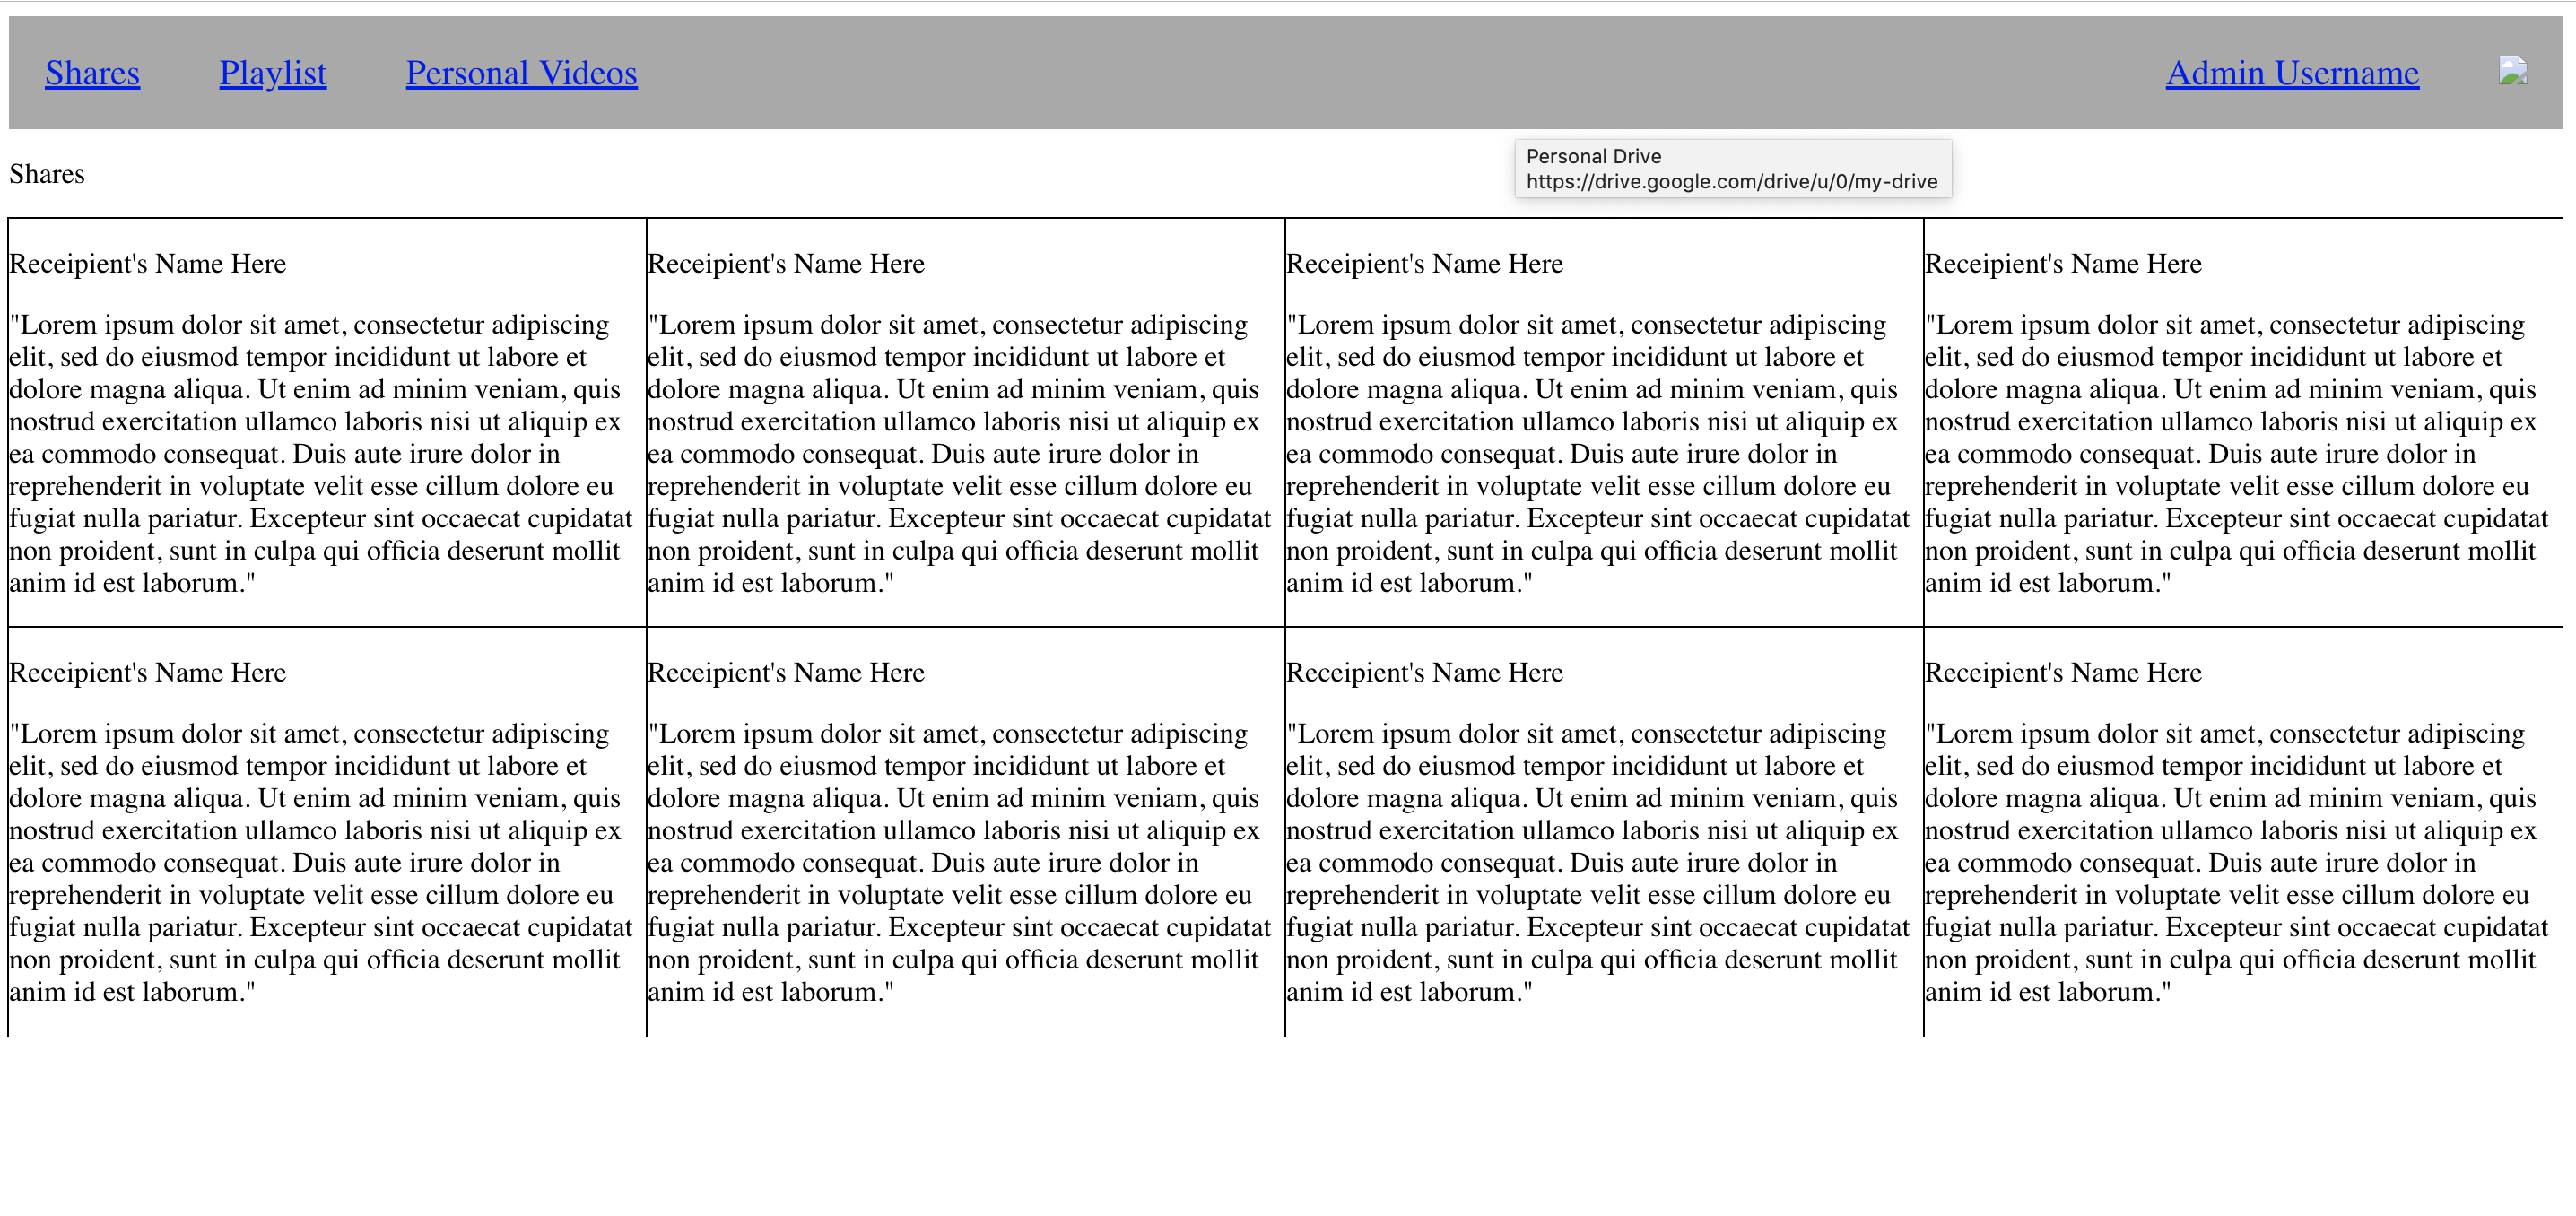 Shares Playlist Personal Videos Admin Username
Personal Drive
https://drive.google.com/drive/u/0/my-drive
Shares
Receipient's Name Here
"Lorem ipsum dolor sit amet, consectetur adipiscing
elit, sed do eiusmod tempor incididunt ut labore et
dolore magna aliqua. Ut enim ad minim veniam, quis
nostrud exercitation ullamco laboris nisi ut aliquip ex
ea commodo consequat. Duis aute irure dolor in
reprehenderit in voluptate velit esse cillum dolore eu
fugiat nulla pariatur. Excepteur sint occaecat cupidatat
non proident, sunt in culpa qui officia deserunt mollit
anim id est laborum."
Receipient's Name Here
"Lorem ipsum dolor sit amet, consectetur adipiscing
elit, sed do eiusmod tempor incididunt ut labore et
dolore magna aliqua. Ut enim ad minim veniam, quis
nostrud exercitation ullamco laboris nisi ut aliquip ex
ea commodo consequat. Duis aute irure dolor in
reprehenderit in voluptate velit esse cillum dolore eu
fugiat nulla pariatur. Excepteur sint occaecat cupidatat
non proident, sunt in culpa qui officia deserunt mollit
anim id est laborum."
Receipient's Name Here
"Lorem ipsum dolor sit amet, consectetur adipiscing
elit, sed do eiusmod tempor incididunt ut labore et
dolore magna aliqua. Ut enim ad minim veniam, quis
nostrud exercitation ullamco laboris nisi ut aliquip ex
ea commodo consequat. Duis aute irure dolor in
reprehenderit in voluptate velit esse cillum dolore eu
fugiat nulla pariatur. Excepteur sint occaecat cupidatat
non proident, sunt in culpa qui officia deserunt mollit
anim id est laborum."
Receipient's Name Here
"Lorem ipsum dolor sit amet, consectetur adipiscing
elit, sed do eiusmod tempor incididunt ut labore et
dolore magna aliqua. Ut enim ad minim veniam, quis
nostrud exercitation ullamco laboris nisi ut aliquip ex
ea commodo consequat. Duis aute irure dolor in
reprehenderit in voluptate velit esse cillum dolore eu
fugiat nulla pariatur. Excepteur sint occaecat cupidatat
non proident, sunt in culpa qui officia deserunt mollit
anim id est laborum."
Receipient's Name Here
"Lorem ipsum dolor sit amet, consectetur adipiscing
elit, sed do eiusmod tempor incididunt ut labore et
dolore magna aliqua. Ut enim ad minim veniam, quis
nostrud exercitation ullamco laboris nisi ut aliquip ex
ea commodo consequat. Duis aute irure dolor in
reprehenderit in voluptate velit esse cillum dolore eu
fugiat nulla pariatur. Excepteur sint occaecat cupidatat
non proident, sunt in culpa qui officia deserunt mollit
anim id est laborum."
Receipient's Name Here
"Lorem ipsum dolor sit amet, consectetur adipiscing
elit, sed do eiusmod tempor incididunt ut labore et
dolore magna aliqua. Ut enim ad minim veniam, quis
nostrud exercitation ullamco laboris nisi ut aliquip ex
ea commodo consequat. Duis aute irure dolor in
reprehenderit in voluptate velit esse cillum dolore eu
fugiat nulla pariatur. Excepteur sint occaecat cupidatat
non proident, sunt in culpa qui officia deserunt mollit
anim id est laborum."
Receipient's Name Here
"Lorem ipsum dolor sit amet, consectetur adipiscing
elit, sed do eiusmod tempor incididunt ut labore et
dolore magna aliqua. Ut enim ad minim veniam, quis
nostrud exercitation ullamco laboris nisi ut aliquip ex
ea commodo consequat. Duis aute irure dolor in
reprehenderit in voluptate velit esse cillum dolore eu
fugiat nulla pariatur. Excepteur sint occaecat cupidatat
non proident, sunt in culpa qui officia deserunt mollit
anim id est laborum."
Receipient's Name Here
"Lorem ipsum dolor sit amet, consectetur adipiscing
elit, sed do eiusmod tempor incididunt ut labore et
dolore magna aliqua. Ut enim ad minim veniam, quis
nostrud exercitation ullamco laboris nisi ut aliquip ex
ea commodo consequat. Duis aute irure dolor in
reprehenderit in voluptate velit esse cillum dolore eu
fugiat nulla pariatur. Excepteur sint occaecat cupidatat
non proident, sunt in culpa qui officia deserunt mollit
anim id est laborum."